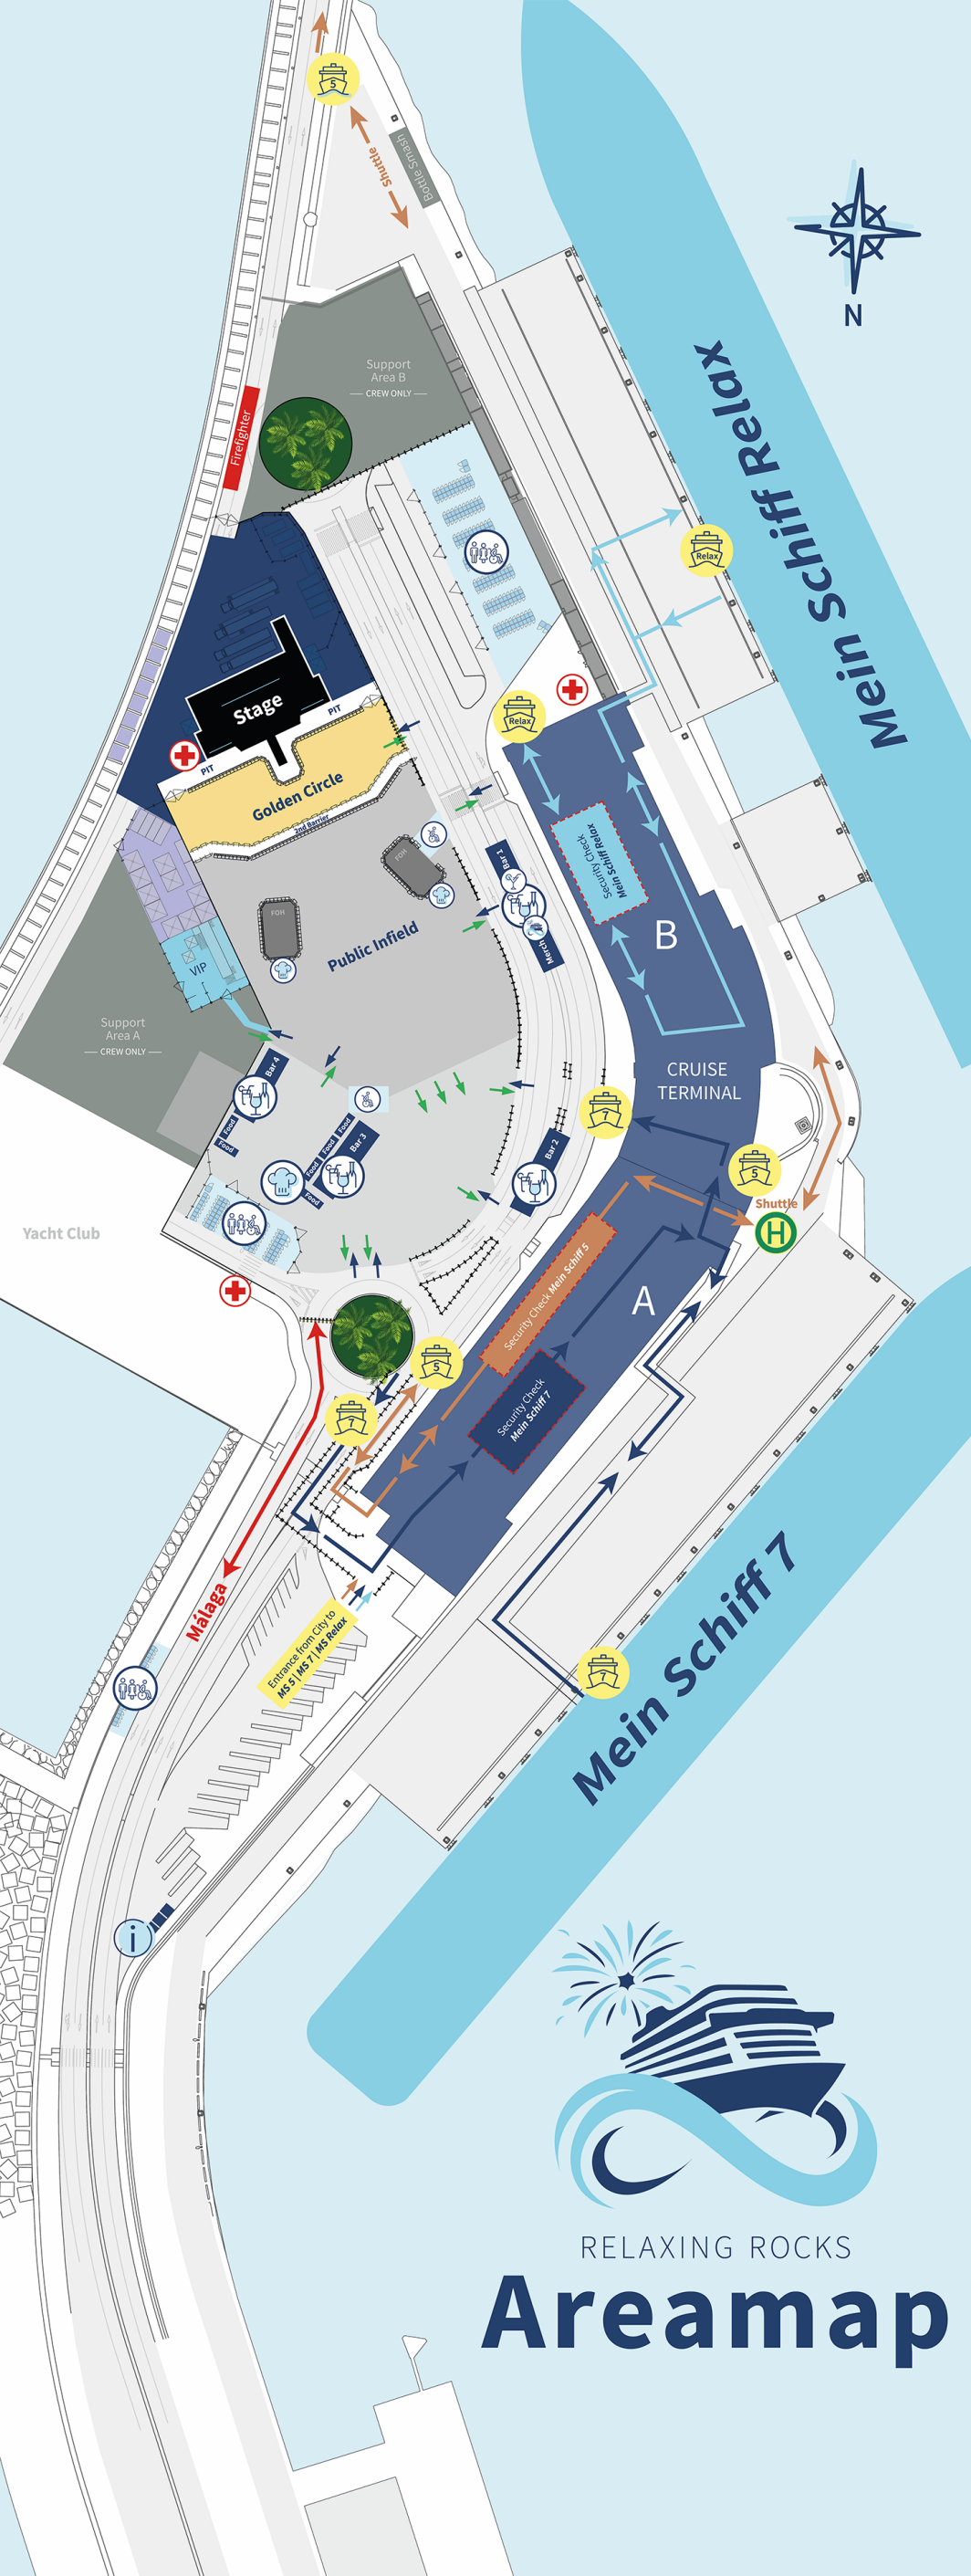 5
Shuttle
Bottle Smash
N
Support
Area B
CREW ONLY
Firefighter
Mein Schiff Relax
Relax
Stage
PIT
PIT
Relax
Golden Circle
2nd Barrier
Security Check
Mein Schiff Relax
FOH
FOH
Bar 1
Merch
Public Infield
B
VIP
Support
Area A
CREW ONLY
CRUISE
TERMINAL
Bar 4
Food
Food
7
Food
Food
Food
Food
Bar 3
Bar 2
5
Shuttle
H
Yacht Club
Security Check Mein Schiff 5
A
5
Security Check
Mein Schiff 7
7
Málaga
Entrance from City to
MS 5 | MS 7 | MS Relax
7
Mein Schiff 7
i
RELAXING ROCKS
Areamap